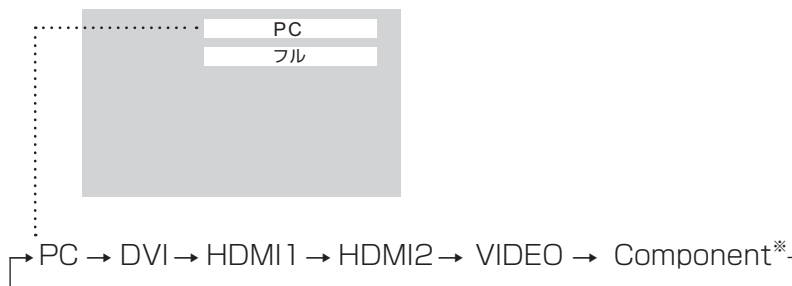 PC
フル
PC → DVI → HDMI1 → HDMI2 → VIDEO → Component※